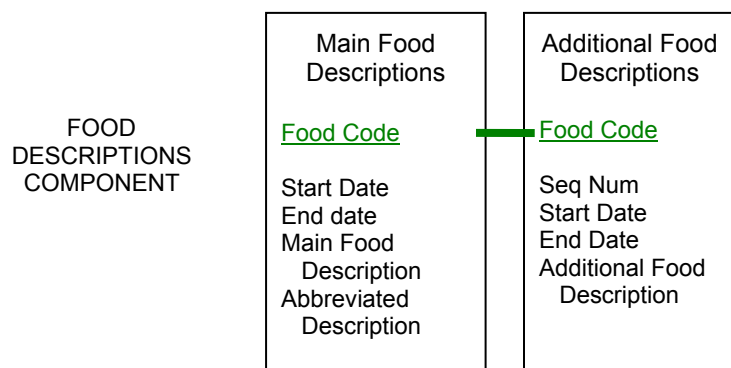 FOOD
DESCRIPTIONS
COMPONENT
Main Food
Descriptions
Food Code
Start Date
End date
Main Food
Description
Abbreviated
Description
Additional Food
Descriptions
Food Code
Seq Num
Start Date
End Date
Additional Food
Description